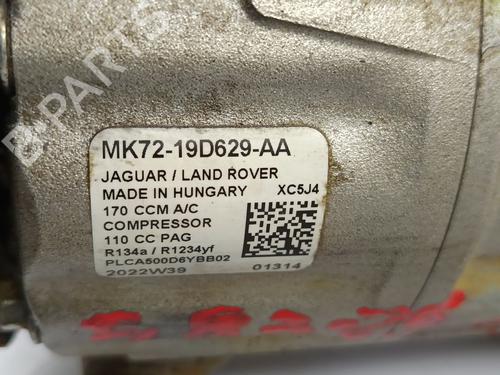 MK72-19D629-AA
JAGUAR / LAND ROVER
MADE IN HUNGARY XC5J4
170 CCM A/C
COMPRESSOR
110 CC PAG
R134a / R1234yf
PLCA500D6YBB02
2022W39 01314